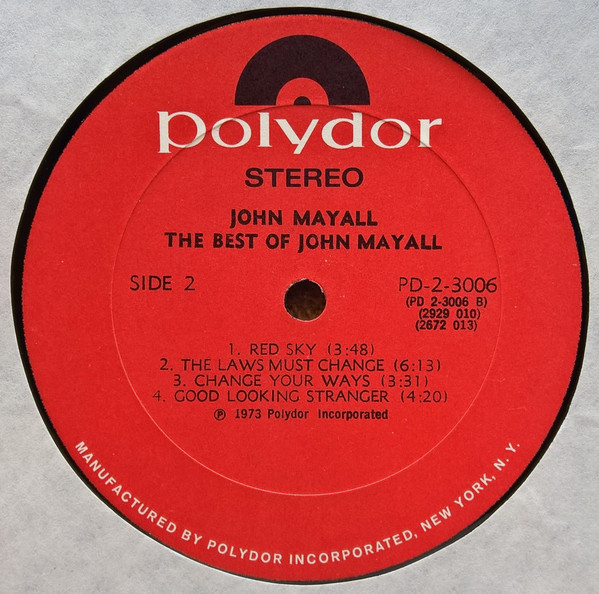 polydor
STEREO
JOHN MAYALL
THE BEST OF JOHN MAYALL
SIDE 2
PD-2-3006
(PD 2-3006 B)
(2929 010)
(2672 013)
1. RED SKY (3:48)
2. THE LAWS MUST CHANGE (6:13)
3. CHANGE YOUR WAYS (3:31)
4. GOOD LOOKING STRANGER (4:20)
℗ 1973 Polydor Incorporated
MANUFACTURED BY POLYDOR INCORPORATED, NEW YORK, N. Y.